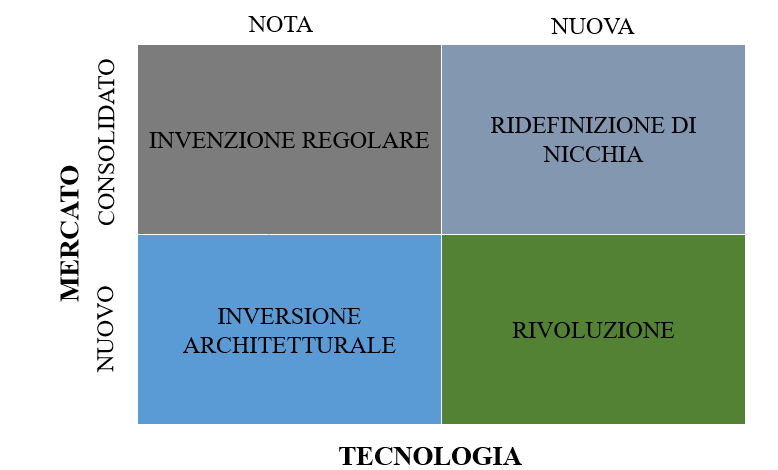 NOTA
NUOVA
MERCATO
CONSOLIDATO
INVENZIONE REGOLARE
RIDEFINIZIONE DI
NICCHIA
NUOVO
INVERSIONE
ARCHITETTURALE
RIVOLUZIONE
TECNOLOGIA